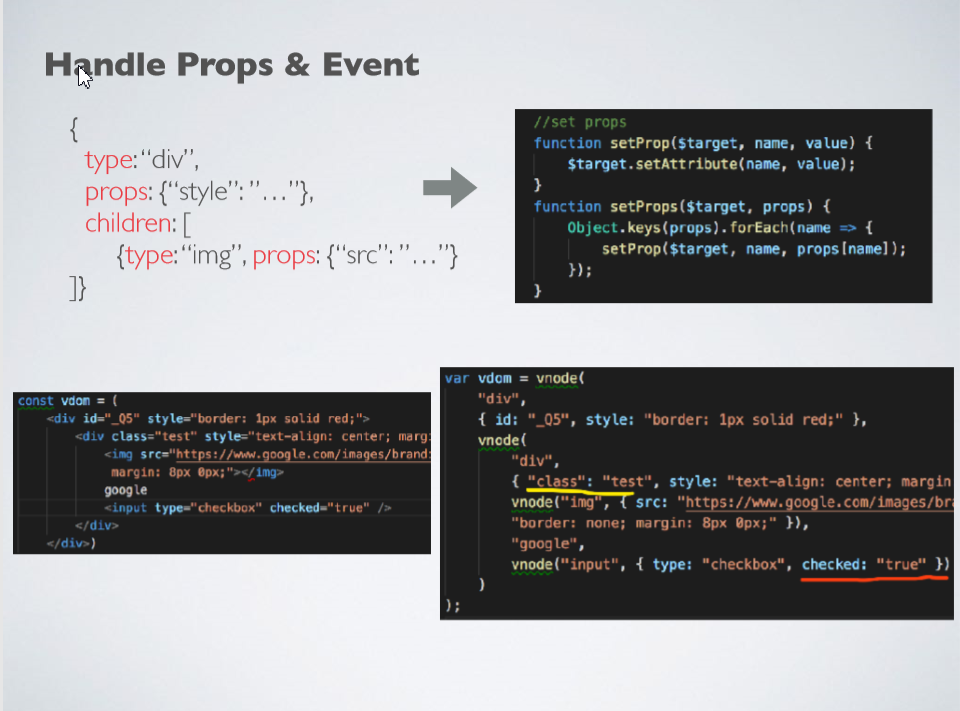 Handle Props & Event
{
type:“div”,
props: {“style”: ”…”},
children: [
{type:“img”, props: {“src”: ”…”}
]}
//set props
function setProp($target, name, value) {
$target.setAttribute(name, value);
}
function setProps($target, props) {
Object.keys(props).forEach(name => {
setProp($target, name, props[name]);
});
}
const vdom = (
<div id="_Q5" style="border: 1px solid red;">
<div class="test" style="text-align: center; marg
<img src="https://www.google.com/images/brand
margin: 8px 0px;"></img>
google
<input type="checkbox" checked="true" />
</div>
</div>)
var vdom = vnode(
"div",
{ id: "_Q5", style: "border: 1px solid red;" },
vnode(
"div",
{ "class": "test", style: "text-align: center; margin
vnode("img", { src: "https://www.google.com/images/bra
"border: none; margin: 8px 0px;" }),
"google",
vnode("input", { type: "checkbox", checked: "true" })
)
);